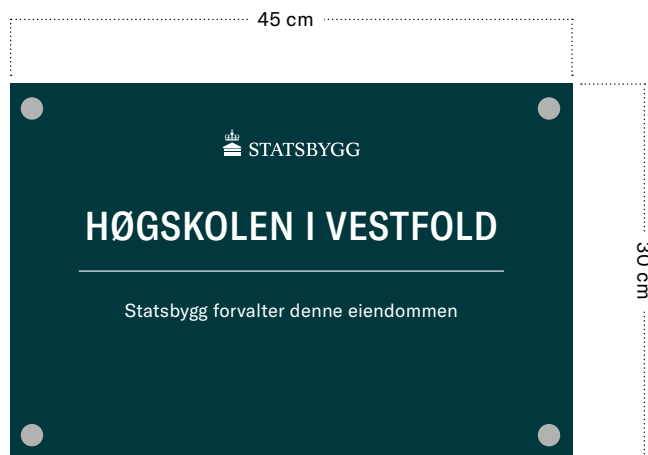 45 cm
STATSBYGG
HØGSKOLEN I VESTFOLD
Statsbygg forvalter denne eiendommen
30 cm